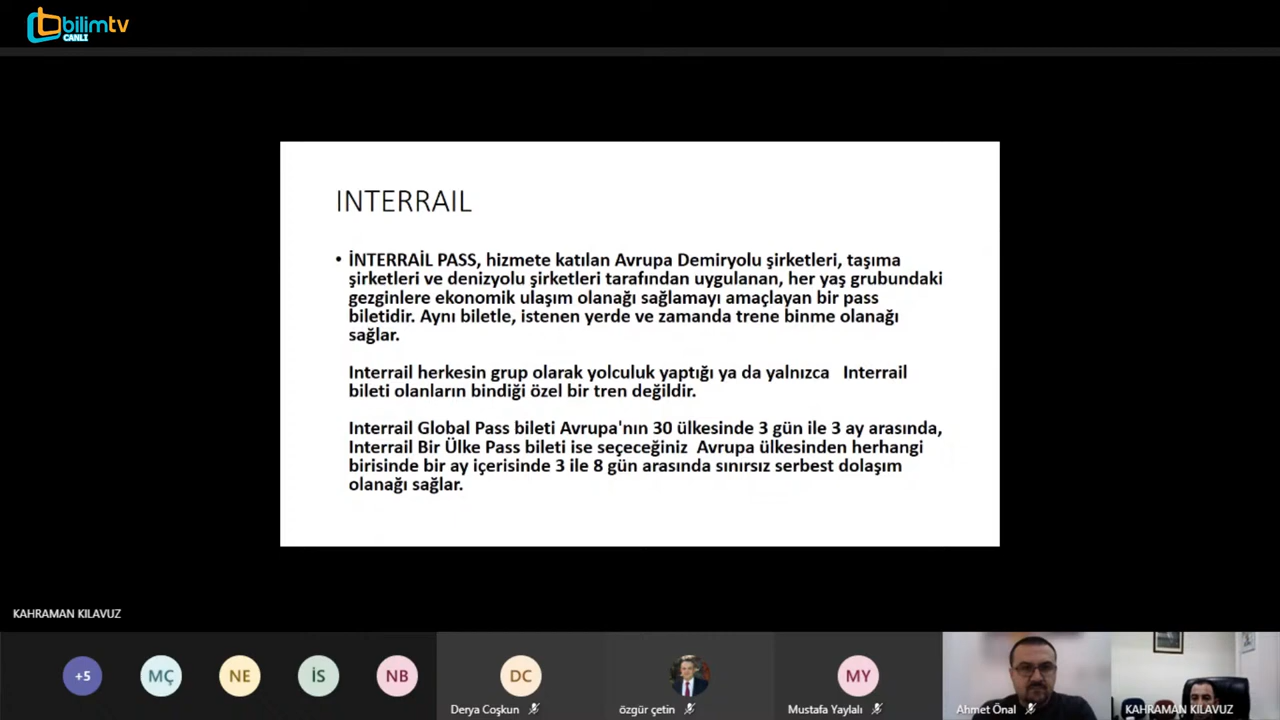 bilimtv
CANLI
INTERRAIL
• İNTERRAİL PASS, hizmete katılan Avrupa Demiryolu şirketleri, taşıma
şirketleri ve denizyolu şirketleri tarafından uygulanan, her yaş grubundaki
gezginlere ekonomik ulaşım olanağı sağlamayı amaçlayan bir pass
biletidir. Aynı biletle, istenen yerde ve zamanda trene binme olanağı
sağlar.
Interrail herkesin grup olarak yolculuk yaptığı ya da yalnızca Interrail
bileti olanların bindiği özel bir tren değildir.
Interrail Global Pass bileti Avrupa'nın 30 ülkesinde 3 gün ile 3 ay arasında,
Interrail Bir Ülke Pass bileti ise seçeceğiniz Avrupa ülkesinden herhangi
birisinde bir ay içerisinde 3 ile 8 gün arasında sınırsız serbest dolaşım
olanağı sağlar.
KAHRAMAN KILAVUZ
+5 MÇ NE İS NB DC MY
Derya Coşkun özgür çetin Mustafa Yaylalı Ahmet Önal KAHRAMAN KILAVUZ